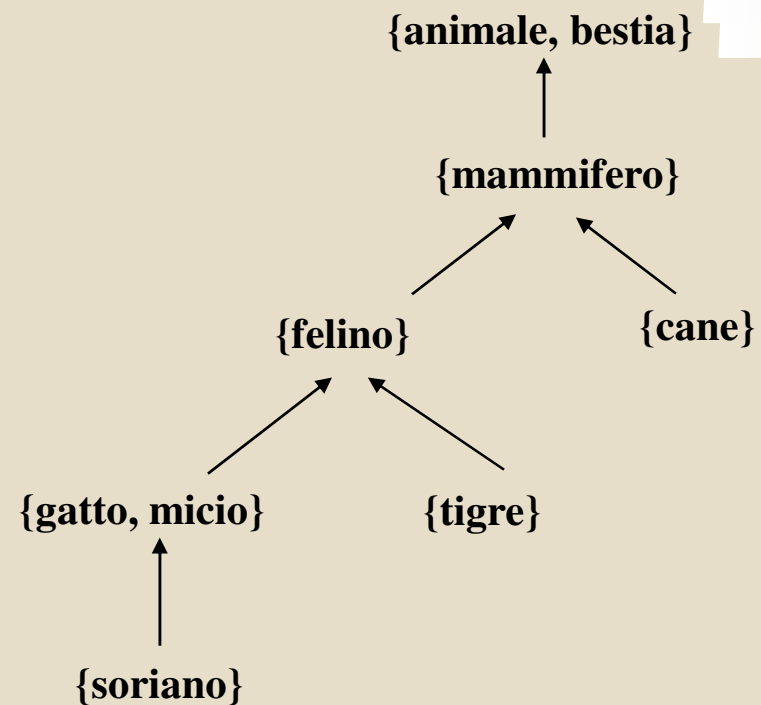 {animale, bestia}
{mammifero}
{felino}
{cane}
{gatto, micio}
{tigre}
{soriano}